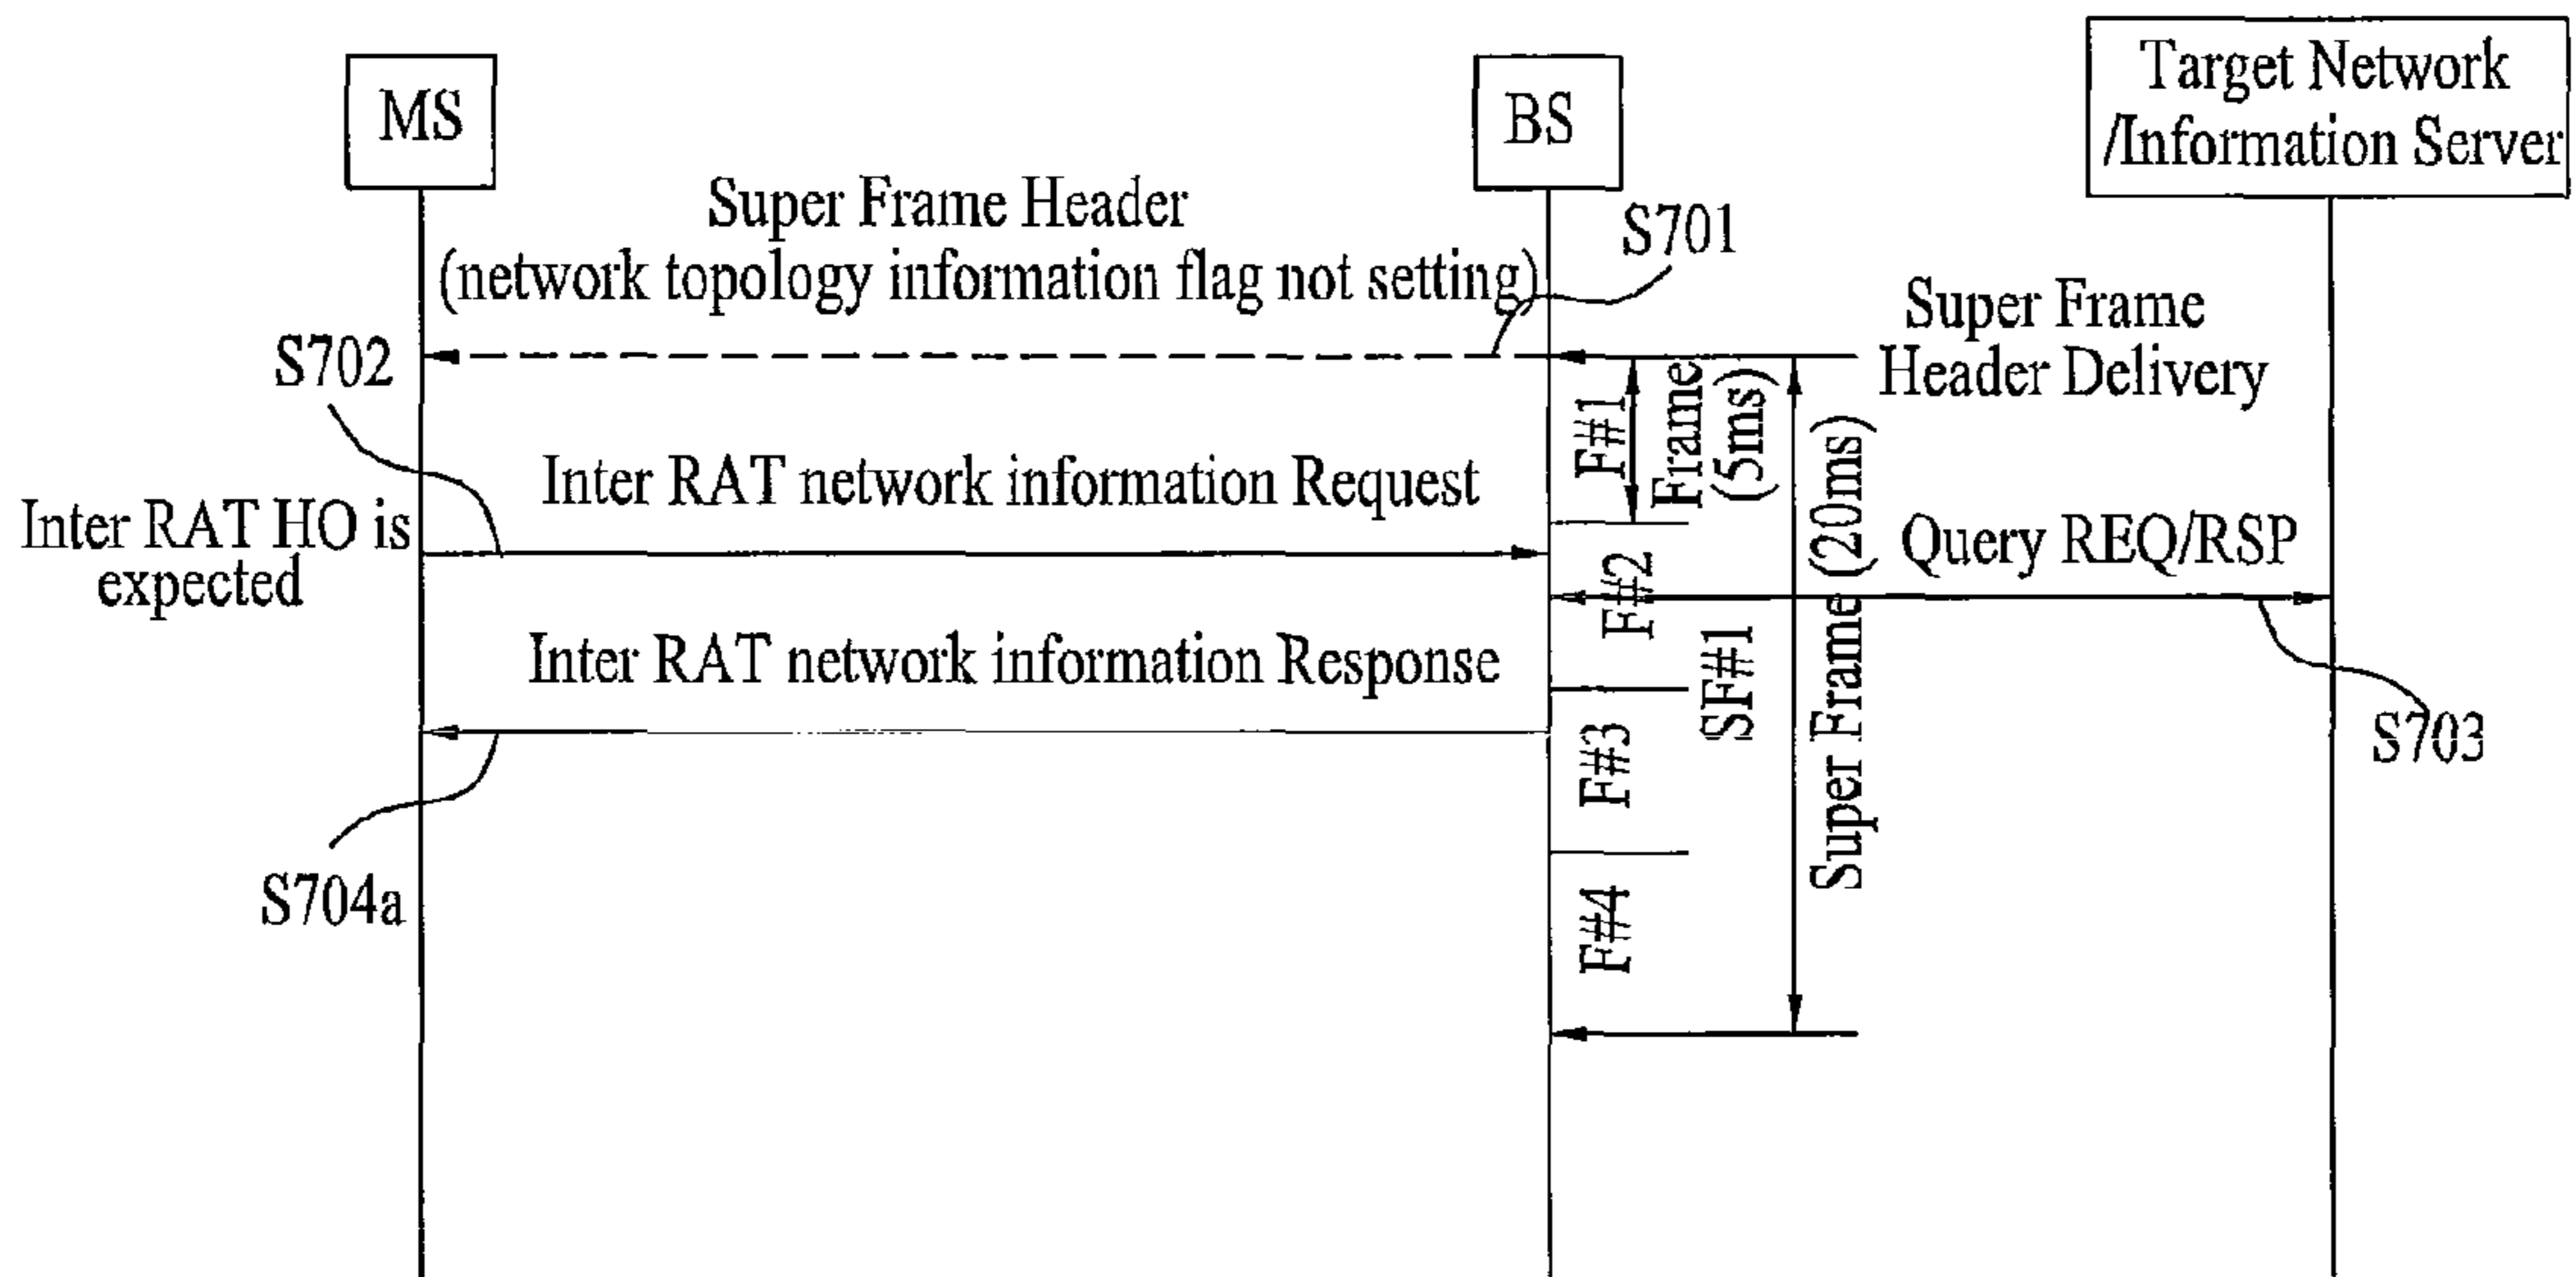 MS
BS
Target Network
/Information Server
Super Frame Header
(network topology information flag not setting)
S701
Super Frame
Header Delivery
S702
F#1
Frame
(5ms)
Inter RAT network information Request
Inter RAT HO is
expected
Query REQ/RSP
F#2
SF#1
Super Frame (20ms)
Inter RAT network information Response
S703
F#3
S704a
F#4